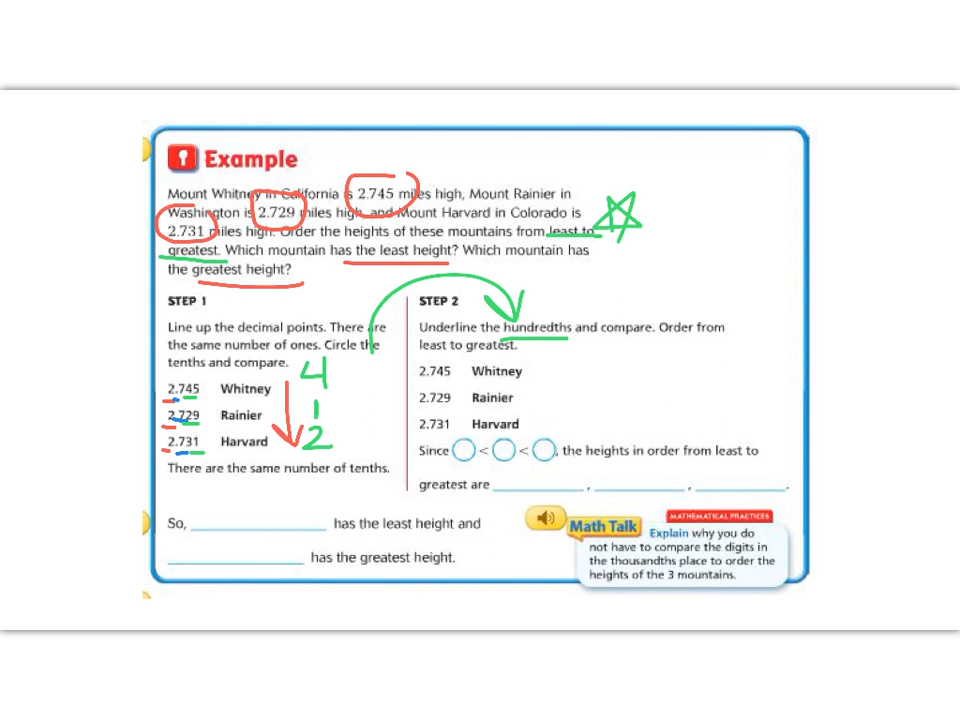 Example
Mount Whitney in California is 2.745 miles high, Mount Rainier in
Washington is 2.729 miles high, and Mount Harvard in Colorado is
2.731 miles high. Order the heights of these mountains from least to
greatest. Which mountain has the least height? Which mountain has
the greatest height?
STEP 1
Line up the decimal points. There are
the same number of ones. Circle the
tenths and compare.
2.745 Whitney
2.729 Rainier
2.731 Harvard
4
1
2
There are the same number of tenths.
STEP 2
Underline the hundredths and compare. Order from
least to greatest.
2.745 Whitney
2.729 Rainier
2.731 Harvard
Since < < , the heights in order from least to
greatest are , , .
So, has the least height and
has the greatest height.
Math Talk
MATHEMATICAL PRACTICES
Explain why you do
not have to compare the digits in
the thousandths place to order the
heights of the 3 mountains.